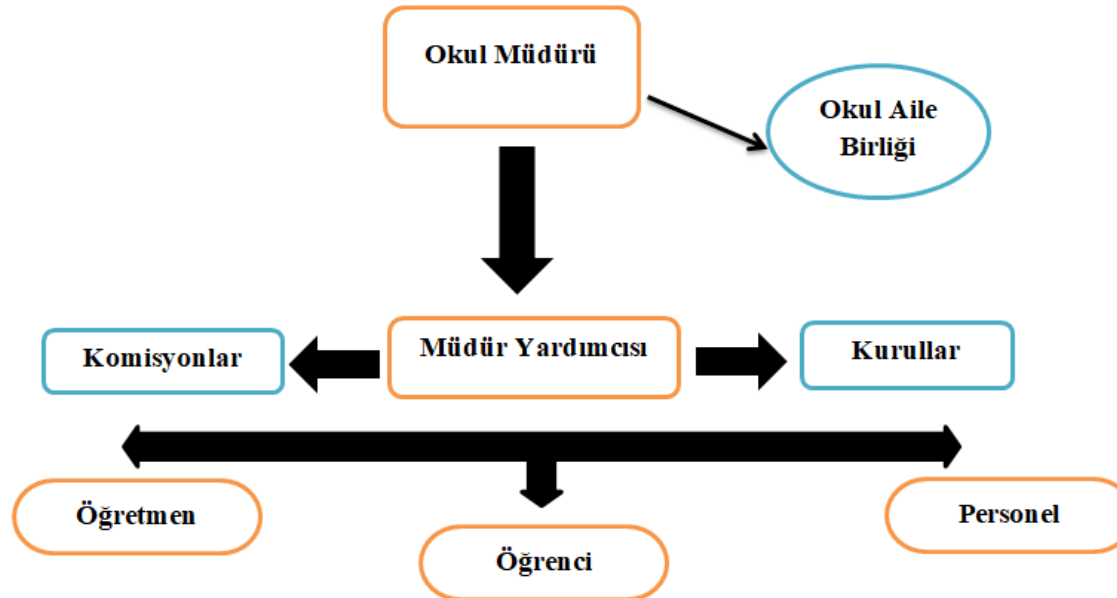 Okul Müdürü
Okul Aile
Birliği
Komisyonlar
Müdür Yardımcısı
Kurullar
Öğretmen
Öğrenci
Personel